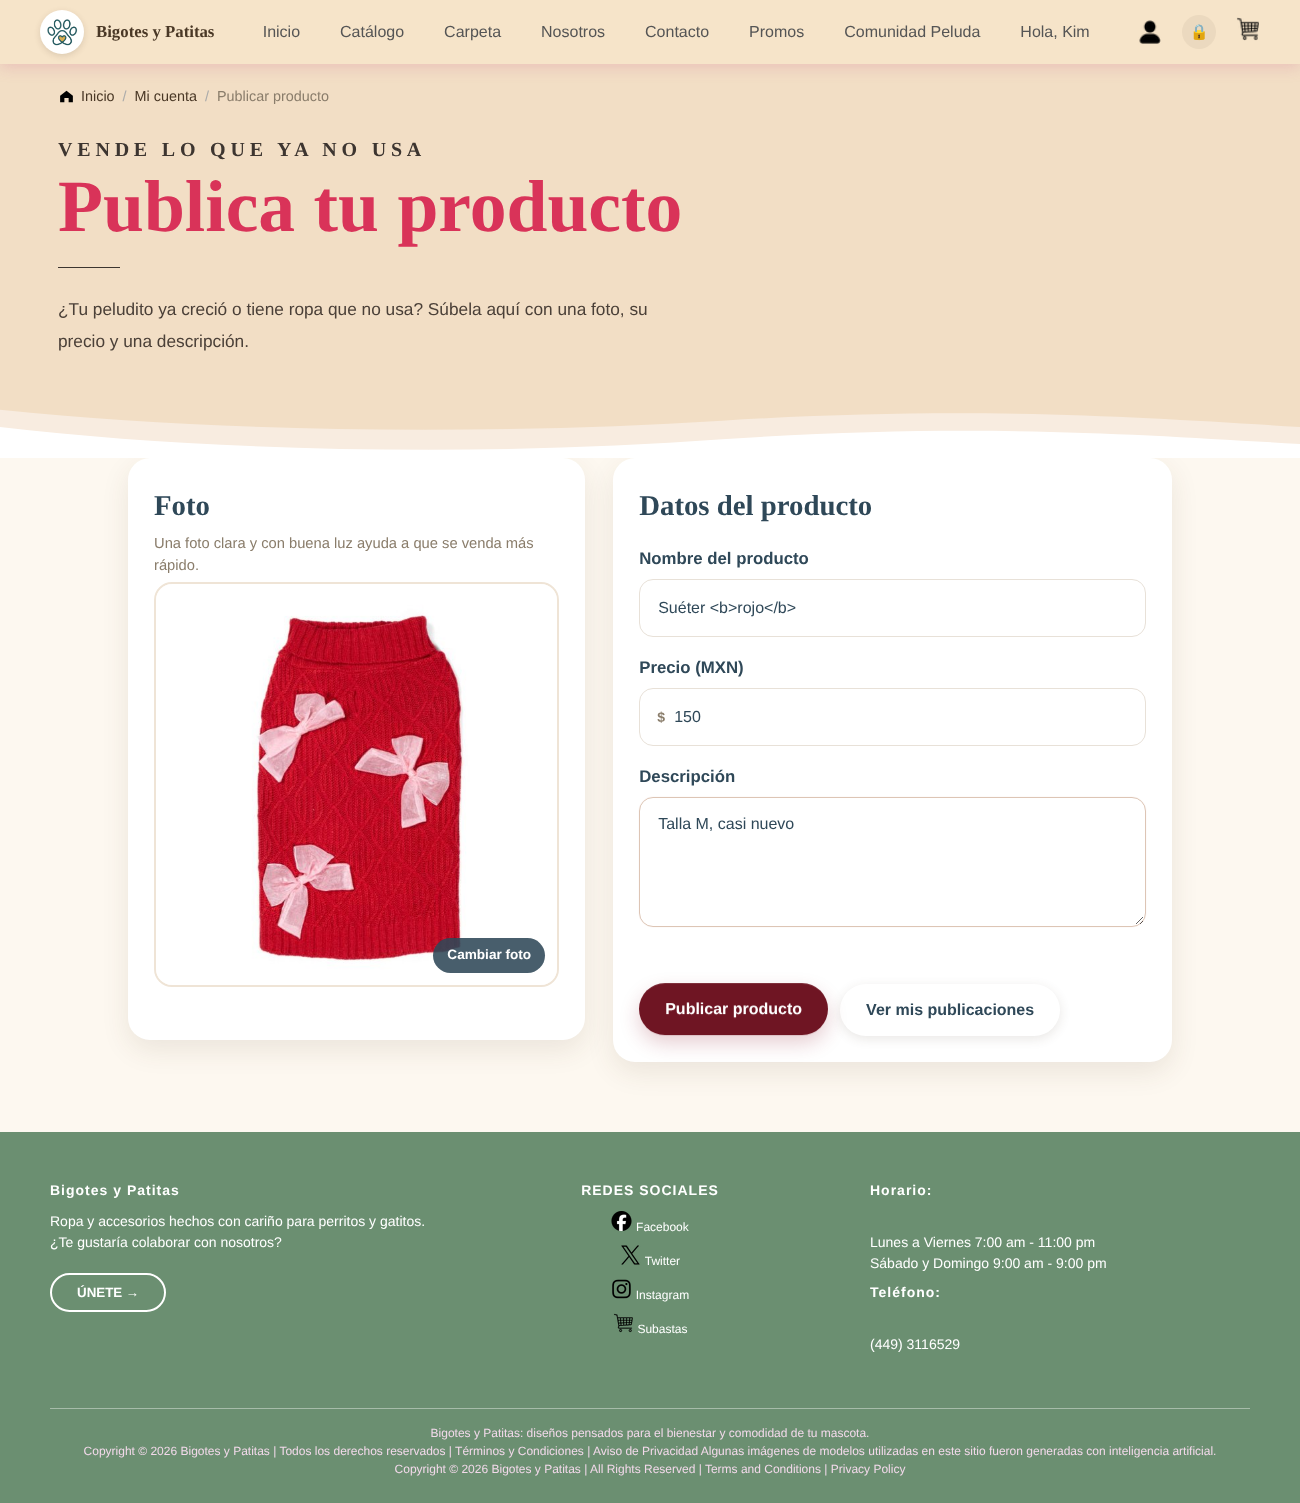 Bigotes y Patitas
Inicio
Catálogo
Carpeta
Nosotros
Contacto
Promos
Comunidad Peluda
Hola, Kim
Inicio / Mi cuenta / Publicar producto
VENDE LO QUE YA NO USA
Publica tu producto
¿Tu peludito ya creció o tiene ropa que no usa? Súbela aquí con una foto, su
precio y una descripción.
Foto
Una foto clara y con buena luz ayuda a que se venda más
rápido.
Cambiar foto
Datos del producto
Nombre del producto
Suéter <b>rojo</b>
Precio (MXN)
$ 150
Descripción
Talla M, casi nuevo
Publicar producto
Ver mis publicaciones
Bigotes y Patitas
Ropa y accesorios hechos con cariño para perritos y gatitos.
¿Te gustaría colaborar con nosotros?
ÚNETE →
REDES SOCIALES
Facebook
Twitter
Instagram
Subastas
Horario:
Lunes a Viernes 7:00 am - 11:00 pm
Sábado y Domingo 9:00 am - 9:00 pm
Teléfono:
(449) 3116529
Bigotes y Patitas: diseños pensados para el bienestar y comodidad de tu mascota.
Copyright © 2026 Bigotes y Patitas | Todos los derechos reservados | Términos y Condiciones | Aviso de Privacidad Algunas imágenes de modelos utilizadas en este sitio fueron generadas con inteligencia artificial.
Copyright © 2026 Bigotes y Patitas | All Rights Reserved | Terms and Conditions | Privacy Policy